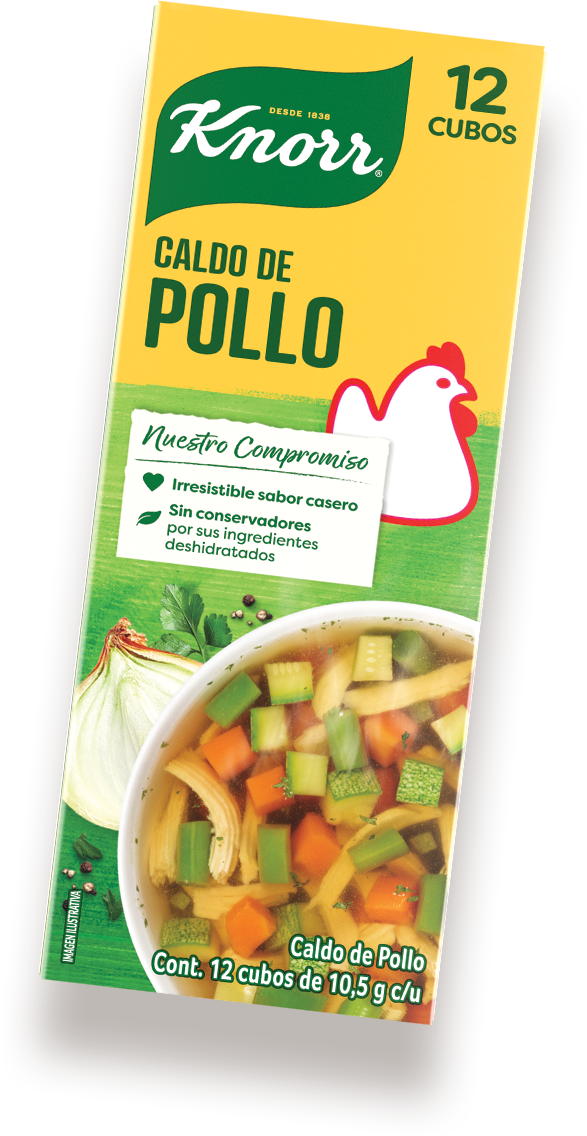 DESDE 1838
Knorr®
12
CUBOS
CALDO DE
POLLO
Nuestro Compromiso
Irresistible sabor casero
Sin conservadores
por sus ingredientes
deshidratados
IMAGEN ILUSTRATIVA
Caldo de Pollo
Cont. 12 cubos de 10,5 g c/u